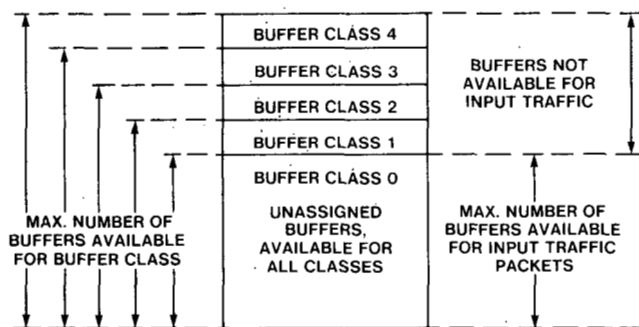 BUFFER CLASS 4
BUFFER CLASS 3
BUFFER CLASS 2
BUFFER CLASS 1
BUFFER CLASS 0
UNASSIGNED
BUFFERS,
AVAILABLE FOR
ALL CLASSES
MAX. NUMBER OF
BUFFERS AVAILABLE
FOR BUFFER CLASS
BUFFERS NOT
AVAILABLE FOR
INPUT TRAFFIC
MAX. NUMBER OF
BUFFERS AVAILABLE
FOR INPUT TRAFFIC
PACKETS